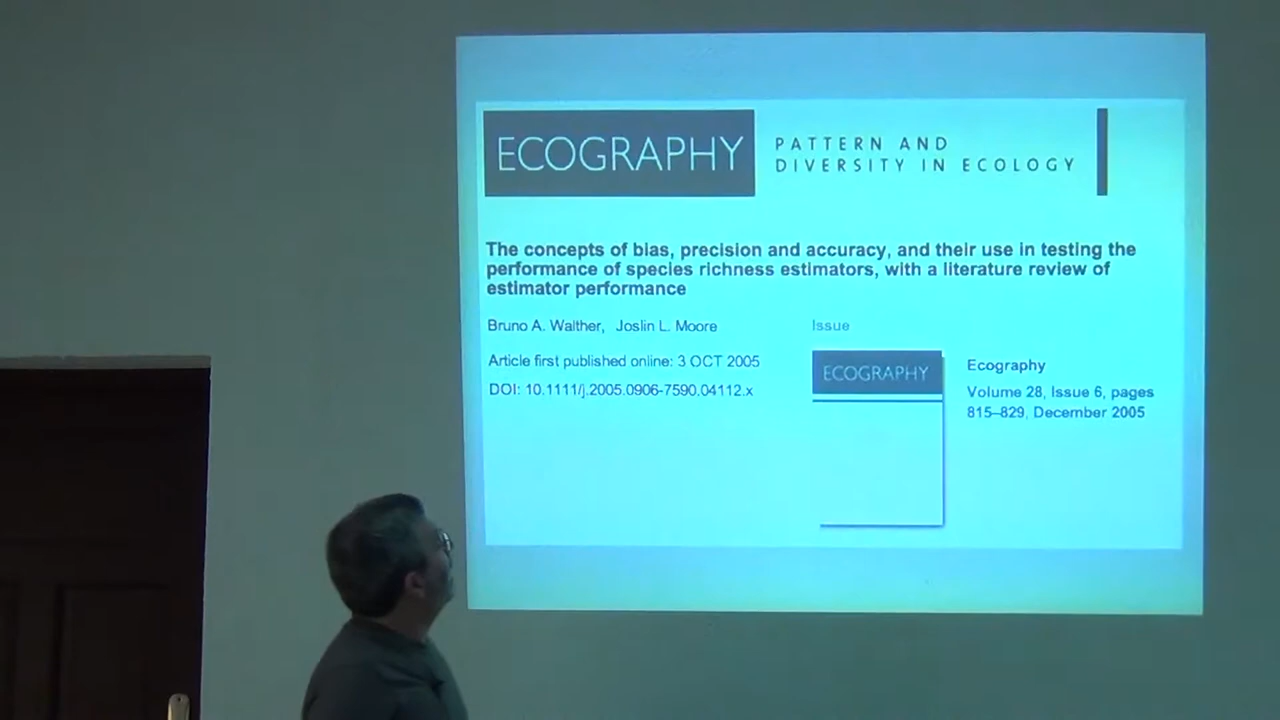 ECOGRAPHY
PATTERN AND
DIVERSITY IN ECOLOGY
The concepts of bias, precision and accuracy, and their use in testing the
performance of species richness estimators, with a literature review of
estimator performance
Bruno A. Walther, Joslin L. Moore
Article first published online: 3 OCT 2005
DOI: 10.1111/j.2005.0906-7590.04112.x
Issue
ECOGRAPHY
Ecography
Volume 28, Issue 6, pages
815–829, December 2005